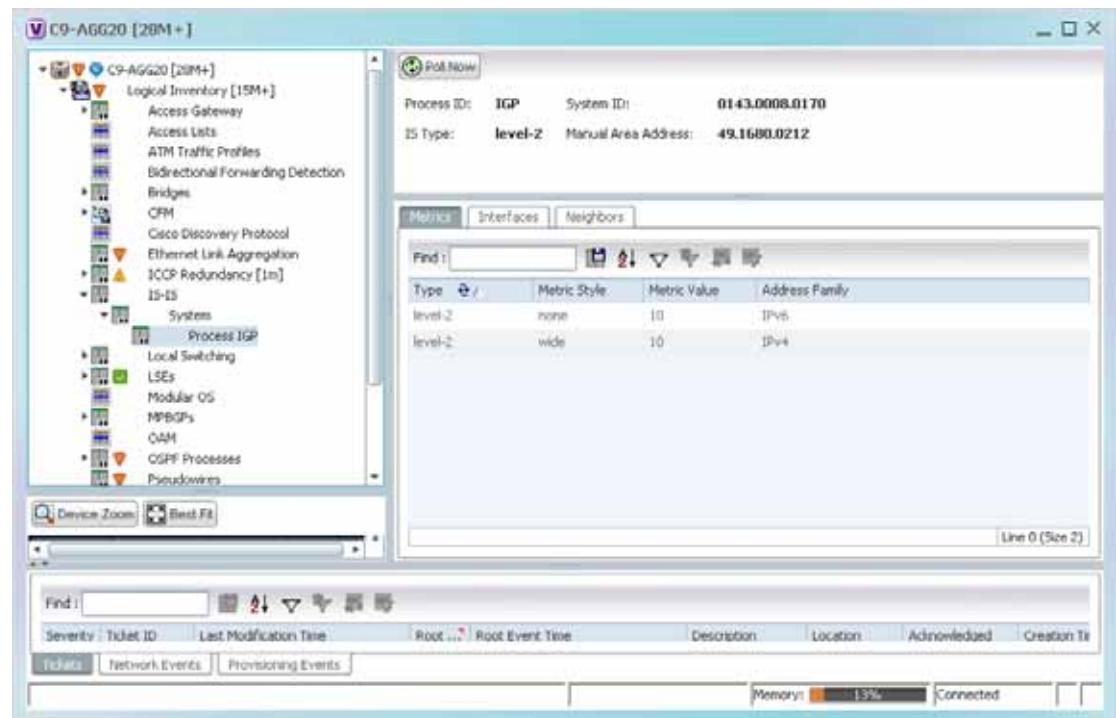 C9-AGG20 [28M+]
C9-AGG20 [28M+]
Logical Inventory [15M+]
Access Gateway
Access Lists
ATM Traffic Profiles
Bidirectional Forwarding Detection
Bridges
CFM
Cisco Discovery Protocol
Ethernet Link Aggregation
ICCP Redundancy [1m]
IS-IS
System
Process IGP
Local Switching
LSEs
Modular OS
MPBGPs
OAM
OSPF Processes
Pseudowires
Device Zoom Best Fit
Poll Now
Process ID: IGP System ID: 0143.0008.0170
IS Type: level-2 Manual Area Address: 49.1680.0212
Metrics Interfaces Neighbors
Find :
Type Metric Style Metric Value Address Family
level-2 none 10 IPv6
level-2 wide 10 IPv4
Line 0 (Size 2)
Find :
Severity Ticket ID Last Modification Time Root ... Root Event Time Description Location Acknowledged Creation Ti
Tickets Network Events Provisioning Events
Memory: 13% Connected